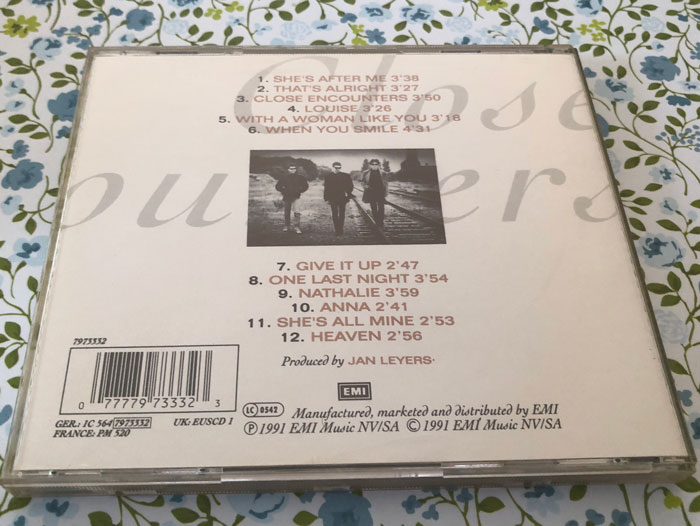 1. SHE'S AFTER ME 3'38
2. THAT'S ALRIGHT 3'27
3. CLOSE ENCOUNTERS 3'50
4. LOUISE 3'26
5. WITH A WOMAN LIKE YOU 3'18
6. WHEN YOU SMILE 4'31
Close
ou ers
7. GIVE IT UP 2'47
8. ONE LAST NIGHT 3'54
9. NATHALIE 3'59
10. ANNA 2'41
11. SHE'S ALL MINE 2'53
12. HEAVEN 2'56
Produced by JAN LEYERS·
7973332
0 77779 73332 3
GER.: 1C 564 7973332 UK: EUSCD 1
FRANCE: PM 520
EMI
LC 0542 Manufactured, marketed and distributed by EMI
Ⓟ 1991 EMI Music NV/SA © 1991 EMI Music NV/SA